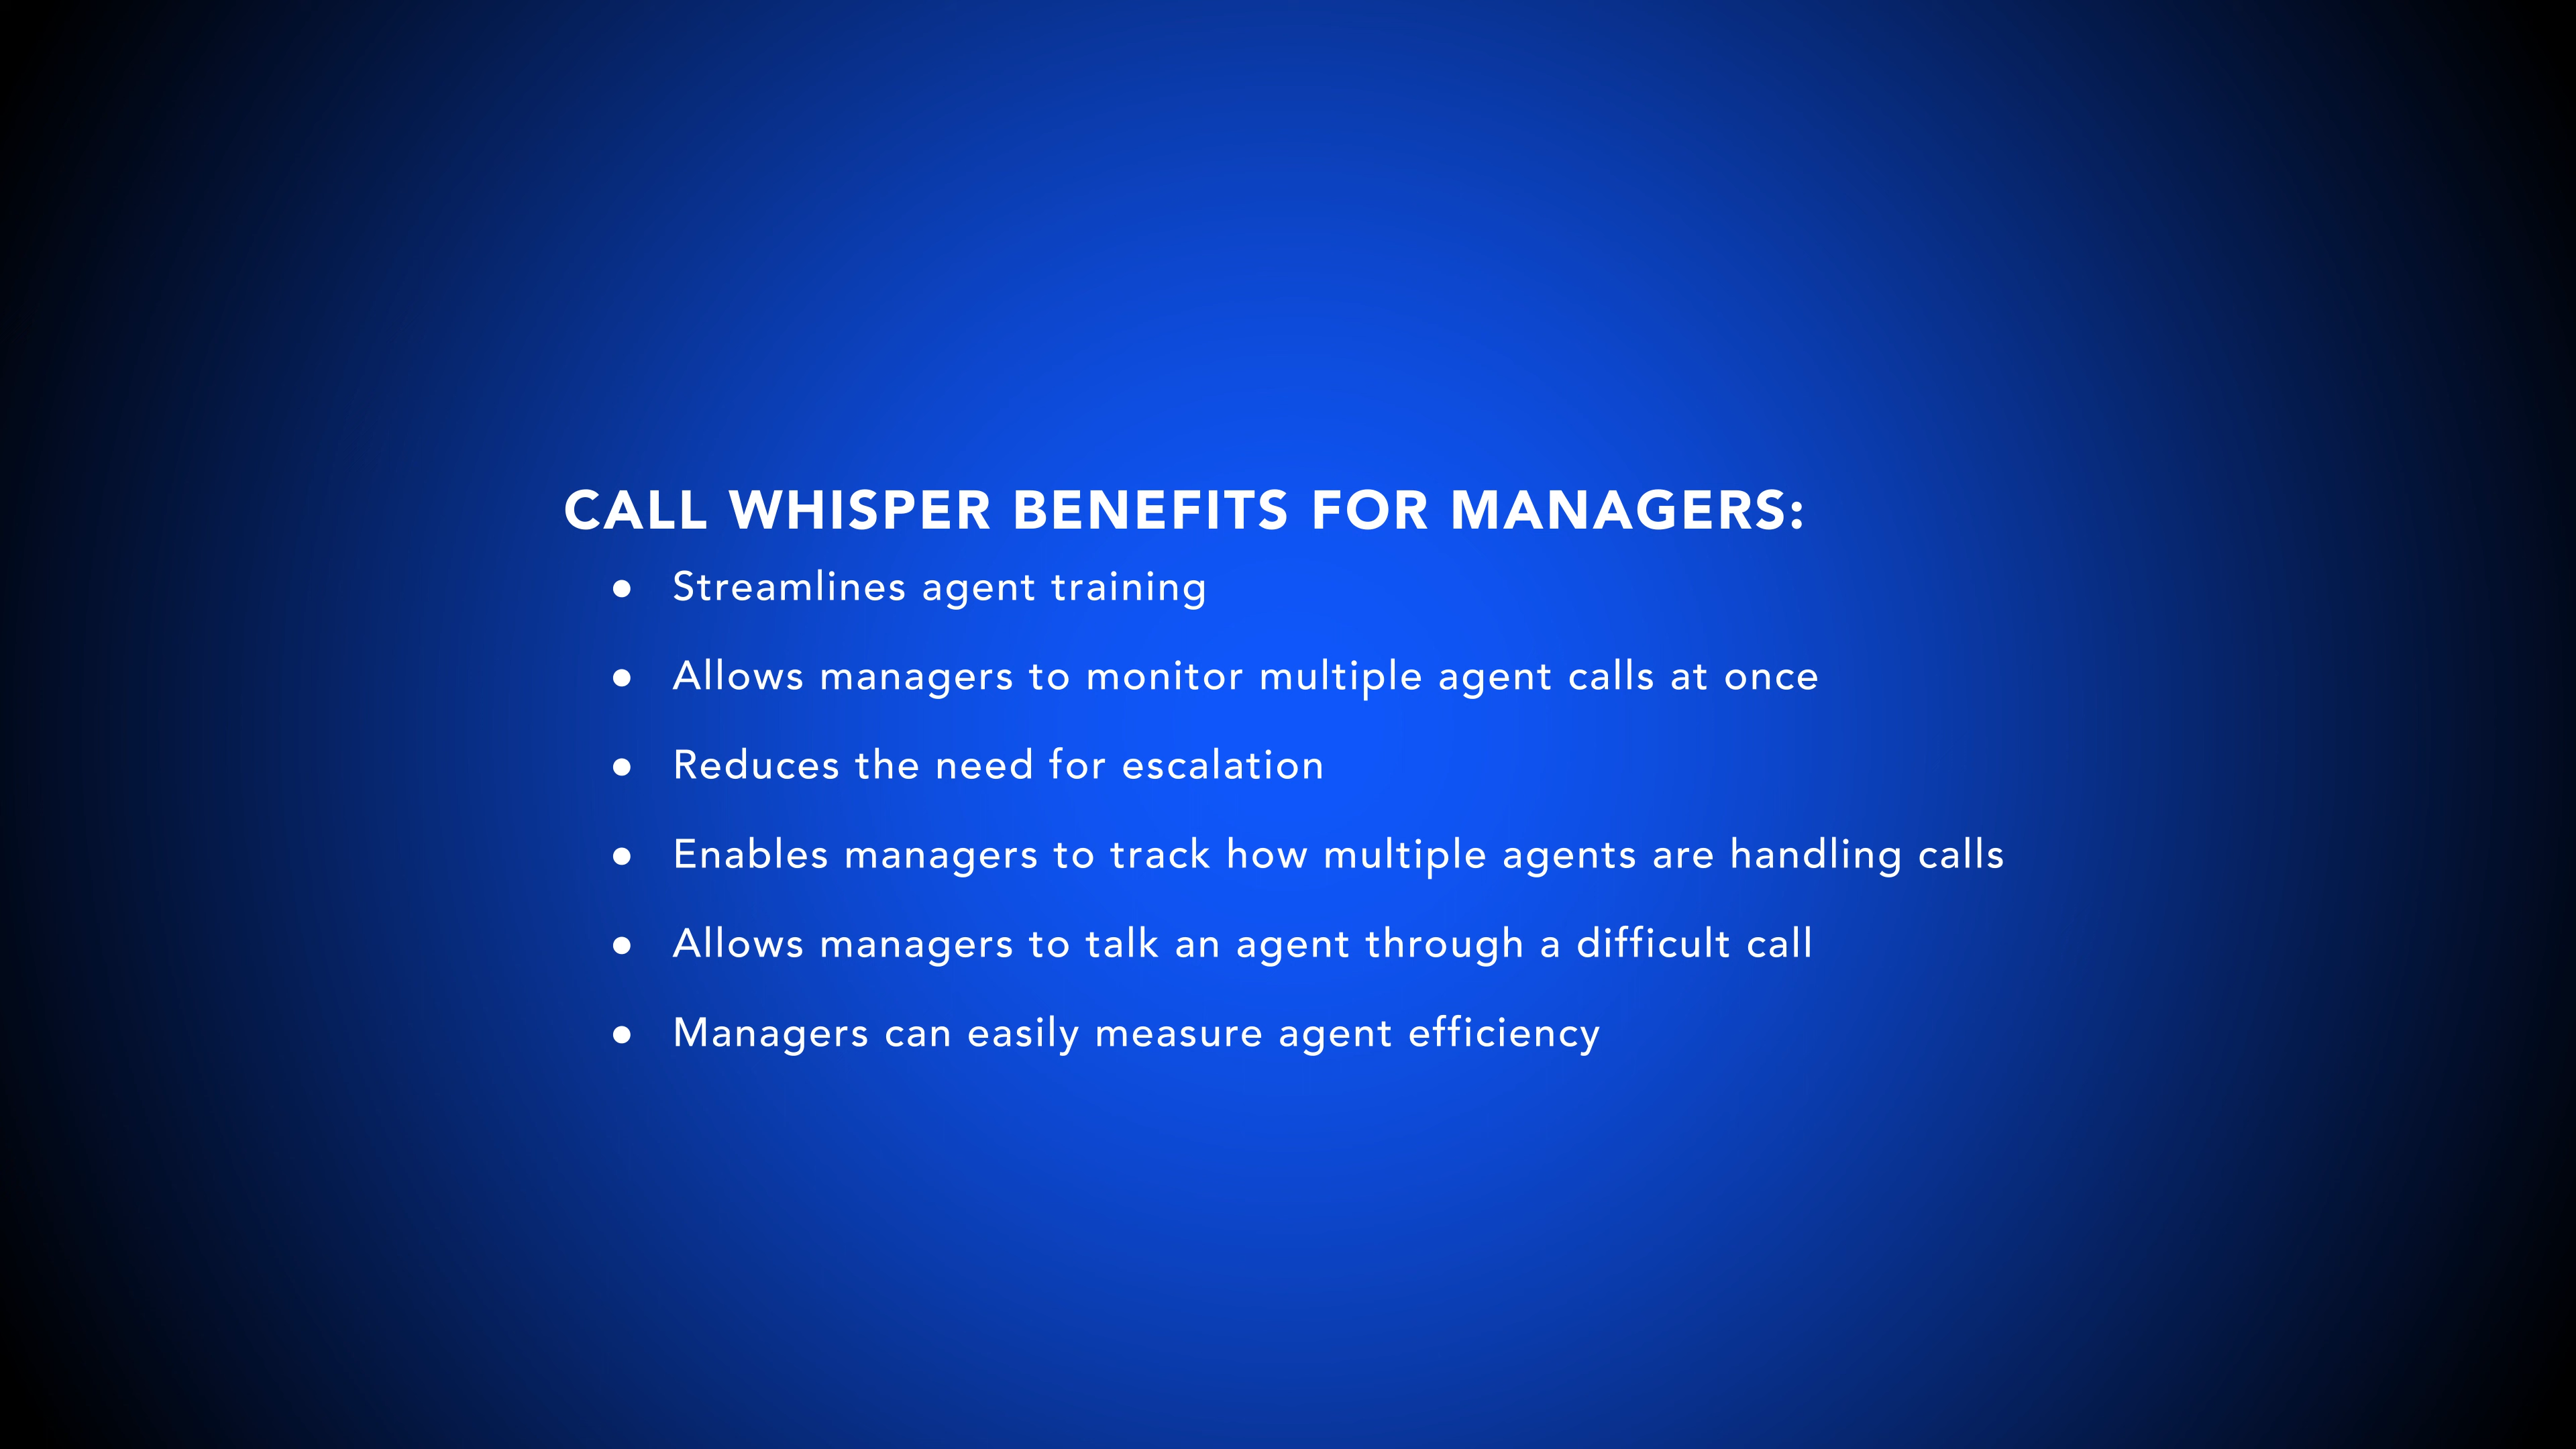 CALL WHISPER BENEFITS FOR MANAGERS:
● Streamlines agent training
● Allows managers to monitor multiple agent calls at once
● Reduces the need for escalation
● Enables managers to track how multiple agents are handling calls
● Allows managers to talk an agent through a difficult call
● Managers can easily measure agent efficiency